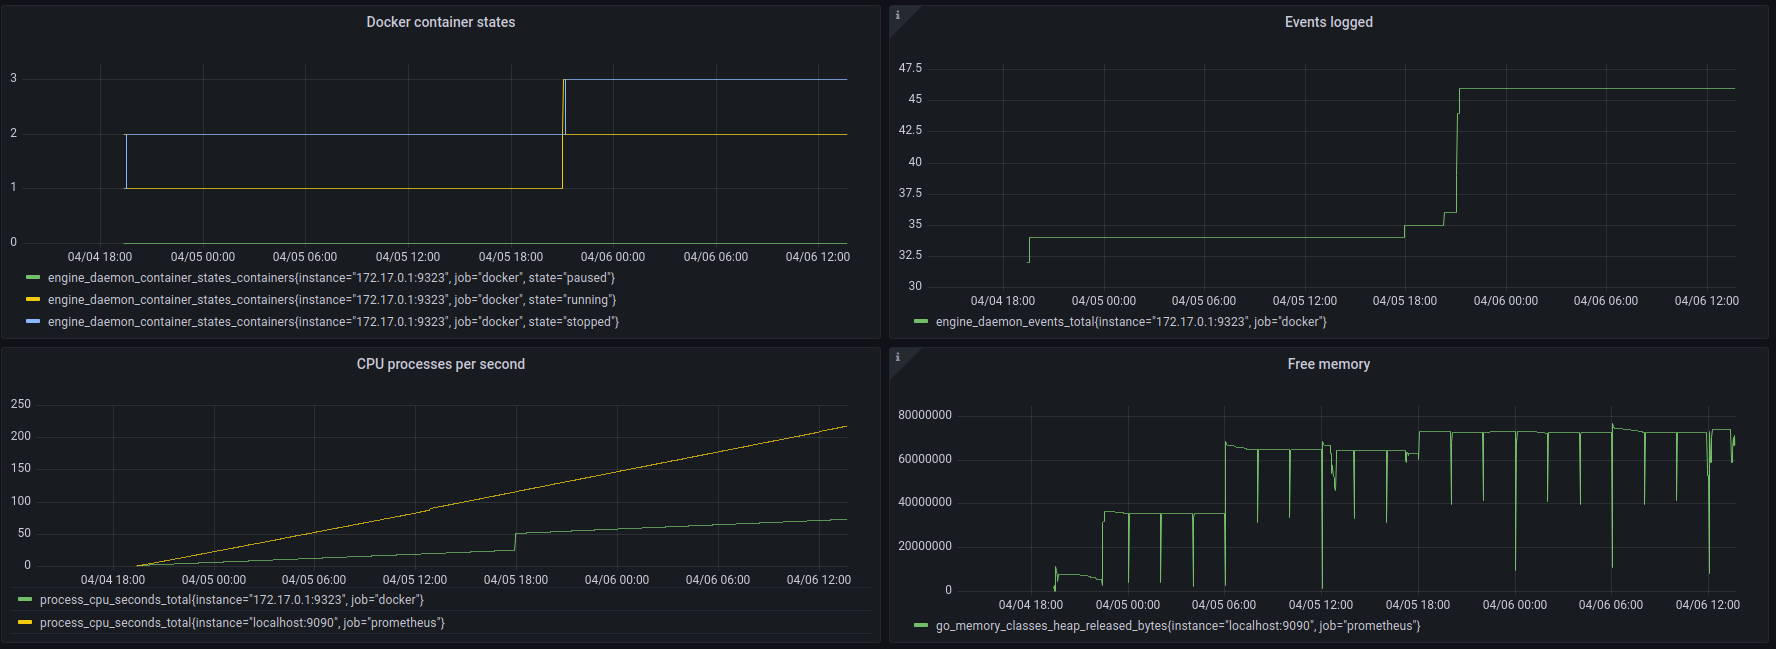 Docker container states
3
2
1
0
04/04 18:00 04/05 00:00 04/05 06:00 04/05 12:00 04/05 18:00 04/06 00:00 04/06 06:00 04/06 12:00
engine_daemon_container_states_containers{instance="172.17.0.1:9323", job="docker", state="paused"}
engine_daemon_container_states_containers{instance="172.17.0.1:9323", job="docker", state="running"}
engine_daemon_container_states_containers{instance="172.17.0.1:9323", job="docker", state="stopped"}
i
Events logged
47.5
45
42.5
40
37.5
35
32.5
30
04/04 18:00 04/05 00:00 04/05 06:00 04/05 12:00 04/05 18:00 04/06 00:00 04/06 06:00 04/06 12:00
engine_daemon_events_total{instance="172.17.0.1:9323", job="docker"}
CPU processes per second
250
200
150
100
50
0
04/04 18:00 04/05 00:00 04/05 06:00 04/05 12:00 04/05 18:00 04/06 00:00 04/06 06:00 04/06 12:00
process_cpu_seconds_total{instance="172.17.0.1:9323", job="docker"}
process_cpu_seconds_total{instance="localhost:9090", job="prometheus"}
i
Free memory
80000000
60000000
40000000
20000000
0
04/04 18:00 04/05 00:00 04/05 06:00 04/05 12:00 04/05 18:00 04/06 00:00 04/06 06:00 04/06 12:00
go_memory_classes_heap_released_bytes{instance="localhost:9090", job="prometheus"}